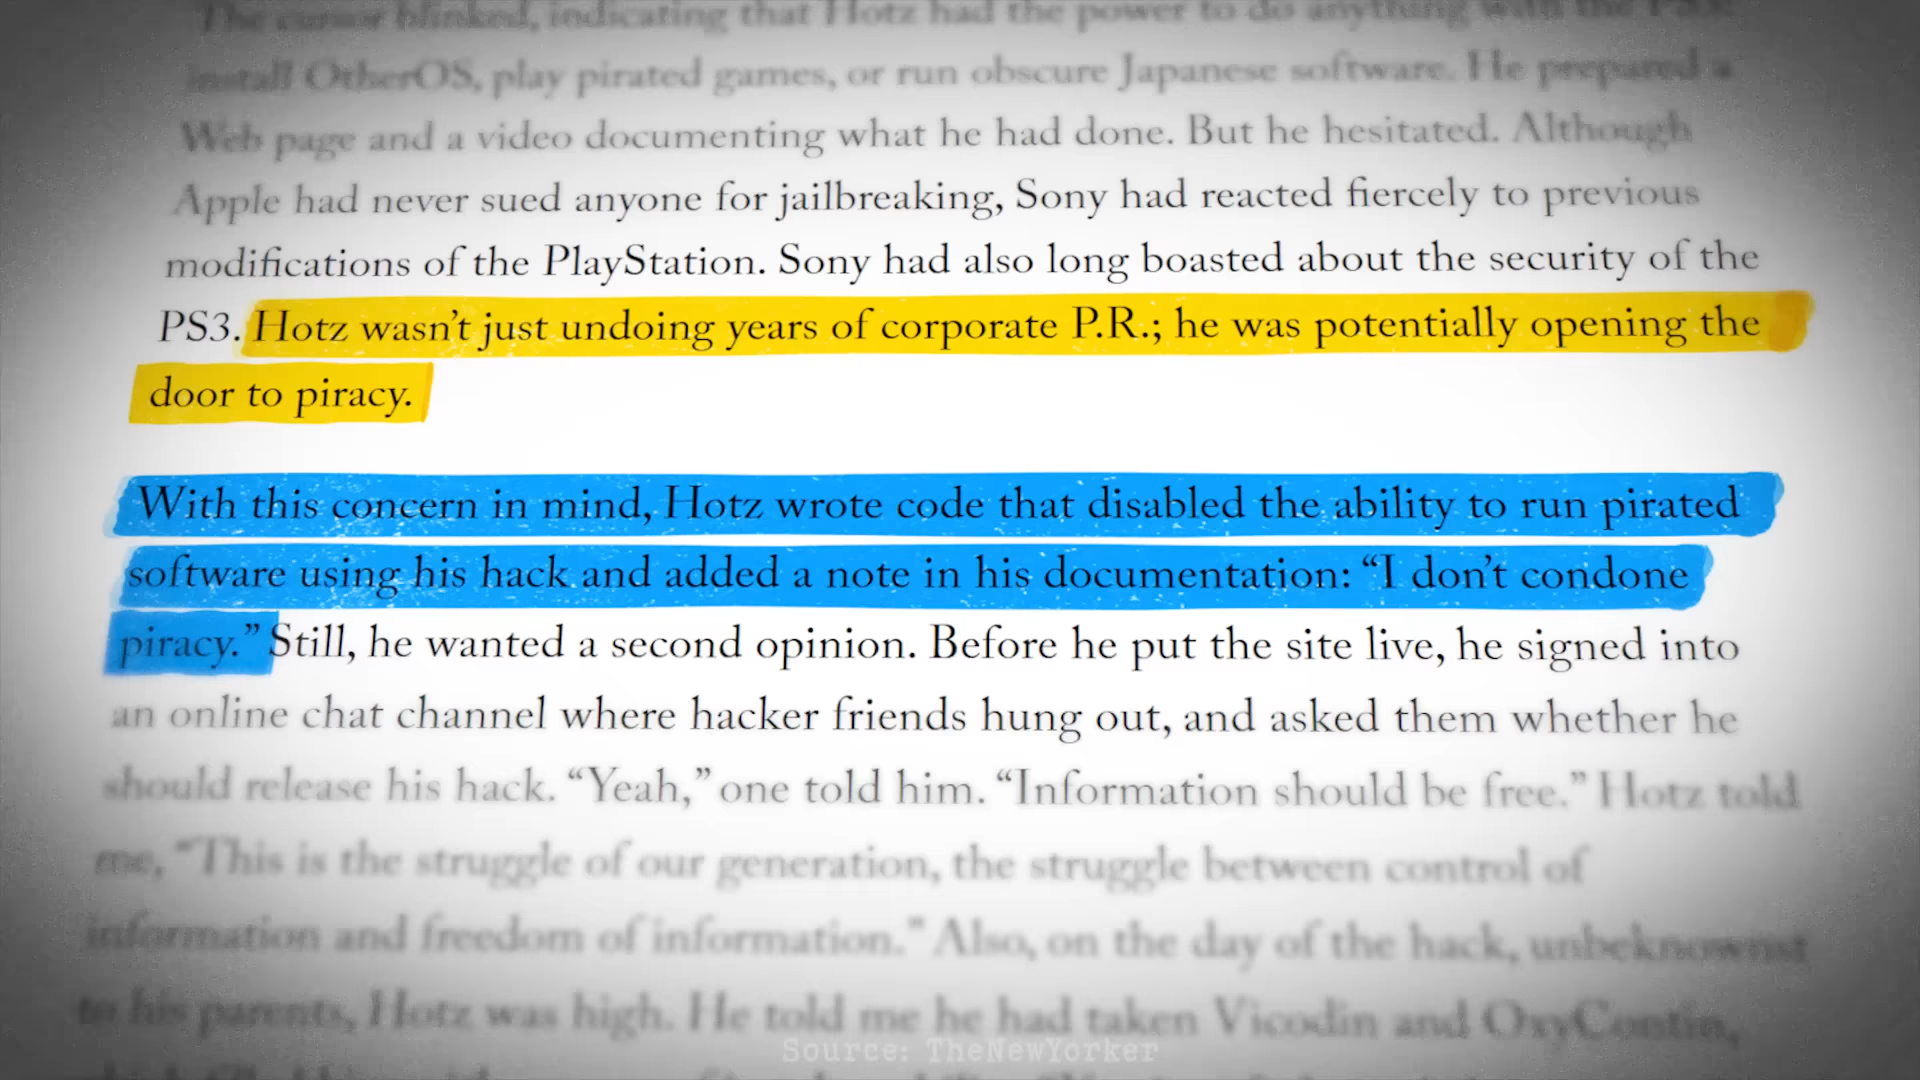 The cursor blinked, indicating that Hotz had the power to do anything with the PS3:
install OtherOS, play pirated games, or run obscure Japanese software. He prepared a
Web page and a video documenting what he had done. But he hesitated. Although
Apple had never sued anyone for jailbreaking, Sony had reacted fiercely to previous
modifications of the PlayStation. Sony had also long boasted about the security of the
PS3. Hotz wasn’t just undoing years of corporate P.R.; he was potentially opening the
door to piracy.
With this concern in mind, Hotz wrote code that disabled the ability to run pirated
software using his hack and added a note in his documentation: “I don’t condone
piracy.” Still, he wanted a second opinion. Before he put the site live, he signed into
an online chat channel where hacker friends hung out, and asked them whether he
should release his hack. “Yeah,” one told him. “Information should be free.” Hotz told
me, “This is the struggle of our generation, the struggle between control of
information and freedom of information.” Also, on the day of the hack, unbeknownst
to his parents, Hotz was high. He told me he had taken Vicodin and OxyContin,
Source: TheNewYorker